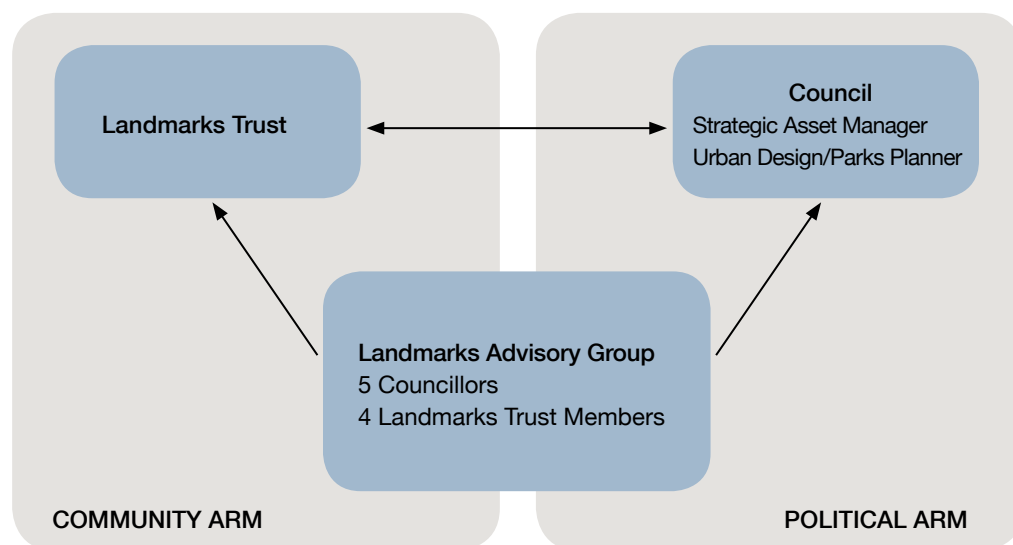 Landmarks Trust
Council
Strategic Asset Manager
Urban Design/Parks Planner
Landmarks Advisory Group
5 Councillors
4 Landmarks Trust Members
COMMUNITY ARM
POLITICAL ARM